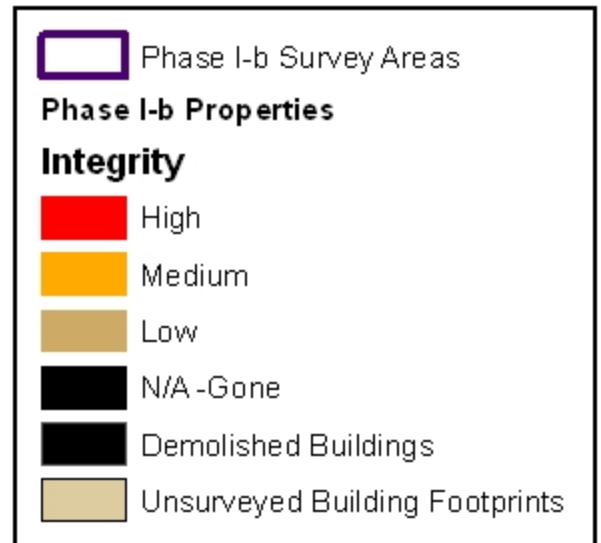 Phase I-b Survey Areas
Phase I-b Properties
Integrity
High
Medium
Low
N/A -Gone
Demolished Buildings
Unsurveyed Building Footprints